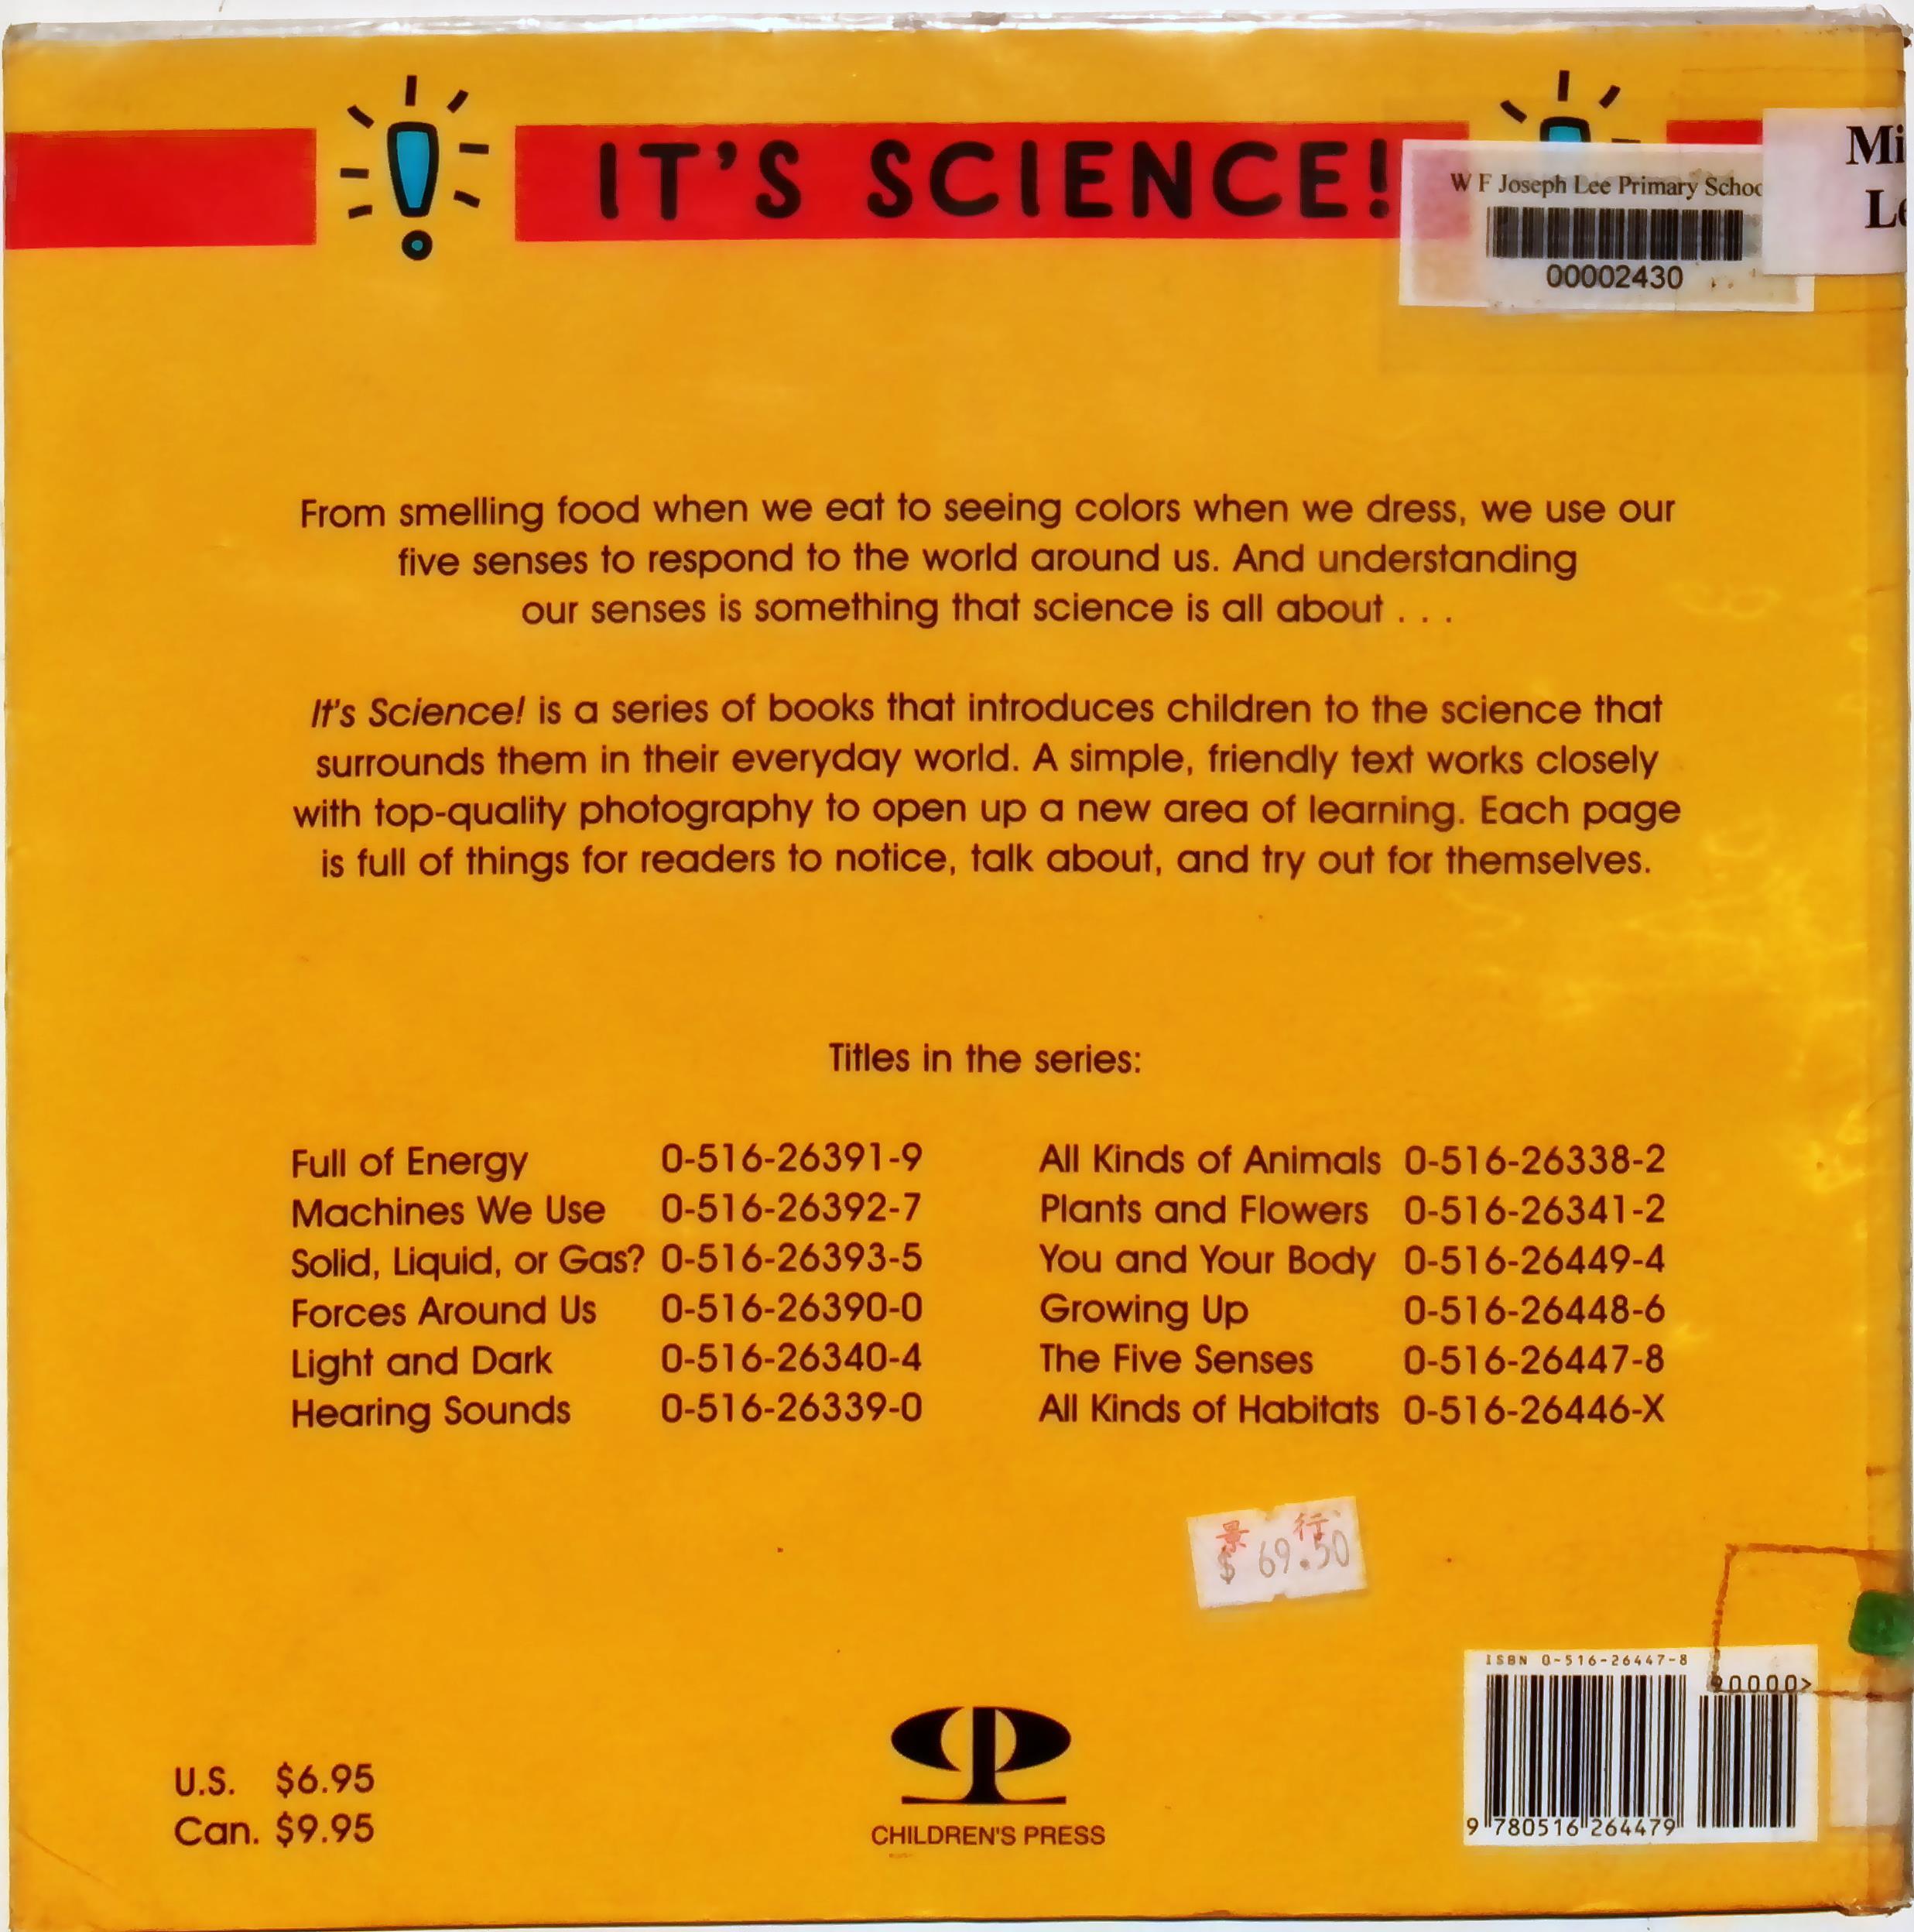 IT'S SCIENCE!
Mi
Le
W F Joseph Lee Primary Schoo
00002430
From smelling food when we eat to seeing colors when we dress, we use our
five senses to respond to the world around us. And understanding
our senses is something that science is all about . . .
It's Science! is a series of books that introduces children to the science that
surrounds them in their everyday world. A simple, friendly text works closely
with top-quality photography to open up a new area of learning. Each page
is full of things for readers to notice, talk about, and try out for themselves.
Titles in the series:
Full of Energy 0-516-26391-9
Machines We Use 0-516-26392-7
Solid, Liquid, or Gas? 0-516-26393-5
Forces Around Us 0-516-26390-0
Light and Dark 0-516-26340-4
Hearing Sounds 0-516-26339-0
All Kinds of Animals 0-516-26338-2
Plants and Flowers 0-516-26341-2
You and Your Body 0-516-26449-4
Growing Up 0-516-26448-6
The Five Senses 0-516-26447-8
All Kinds of Habitats 0-516-26446-X
景 行
$ 69.50
U.S. $6.95
Can. $9.95
CHILDREN'S PRESS
ISBN 0-516-26447-8
90000>
9 780516 264479